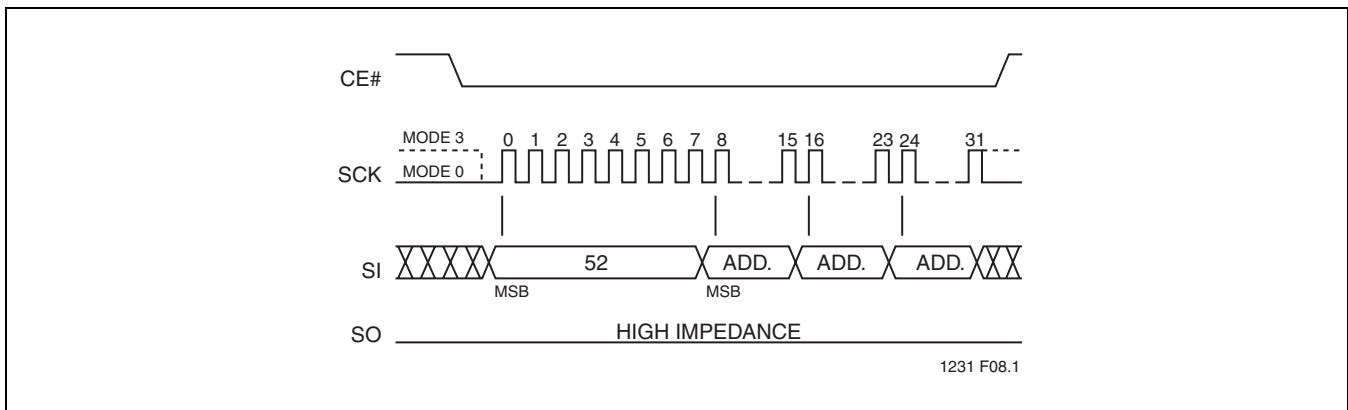 CE#
MODE 3 0 1 2 3 4 5 6 7 8 15 16 23 24 31
SCK MODE 0
SI 52 ADD. ADD. ADD.
MSB MSB
SO HIGH IMPEDANCE
1231 F08.1